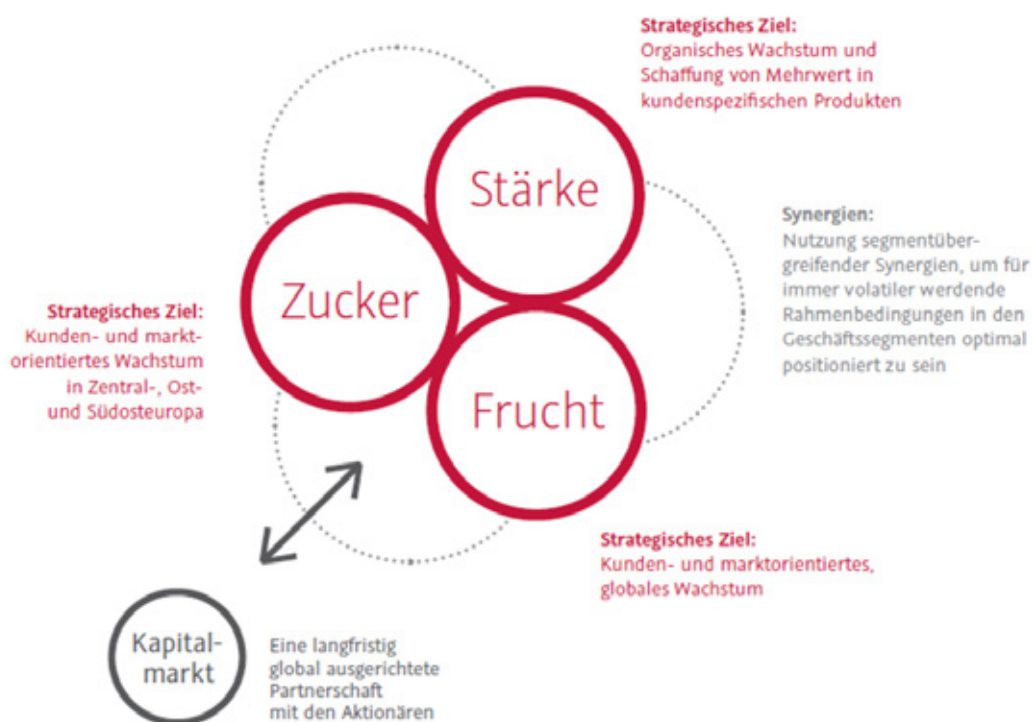 Strategisches Ziel:
Organisches Wachstum und
Schaffung von Mehrwert in
kundenspezifischen Produkten
Stärke
Synergien:
Nutzung segmentüber-
greifender Synergien, um für
immer volatiler werdende
Rahmenbedingungen in den
Geschäftssegmenten optimal
positioniert zu sein
Zucker
Strategisches Ziel:
Kunden- und markt-
orientiertes Wachstum
in Zentral-, Ost-
und Südosteuropa
Frucht
Strategisches Ziel:
Kunden- und marktorientiertes,
globales Wachstum
Kapital-
markt
Eine langfristig
global ausgerichtete
Partnerschaft
mit den Aktionären